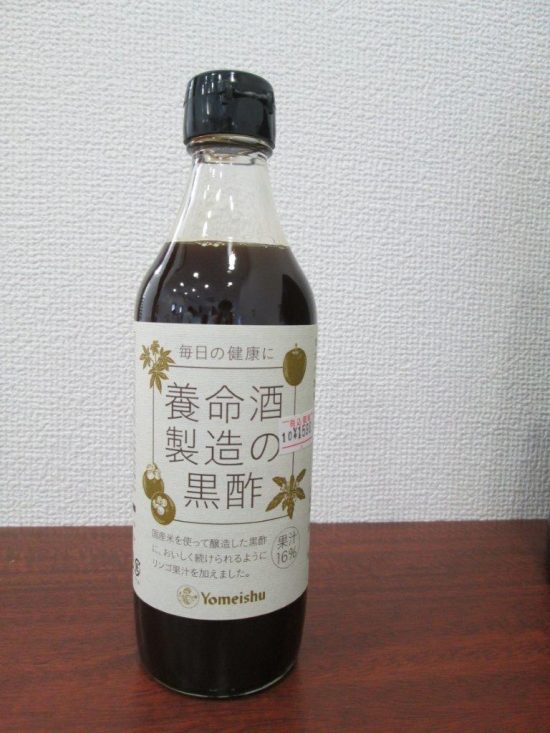 毎日の健康に
養命酒
製造の
黒酢
国産米を使って醸造した黒酢
に、おいしく続けられるように
リンゴ果汁を加えました。
果汁
16%
Yomeishu